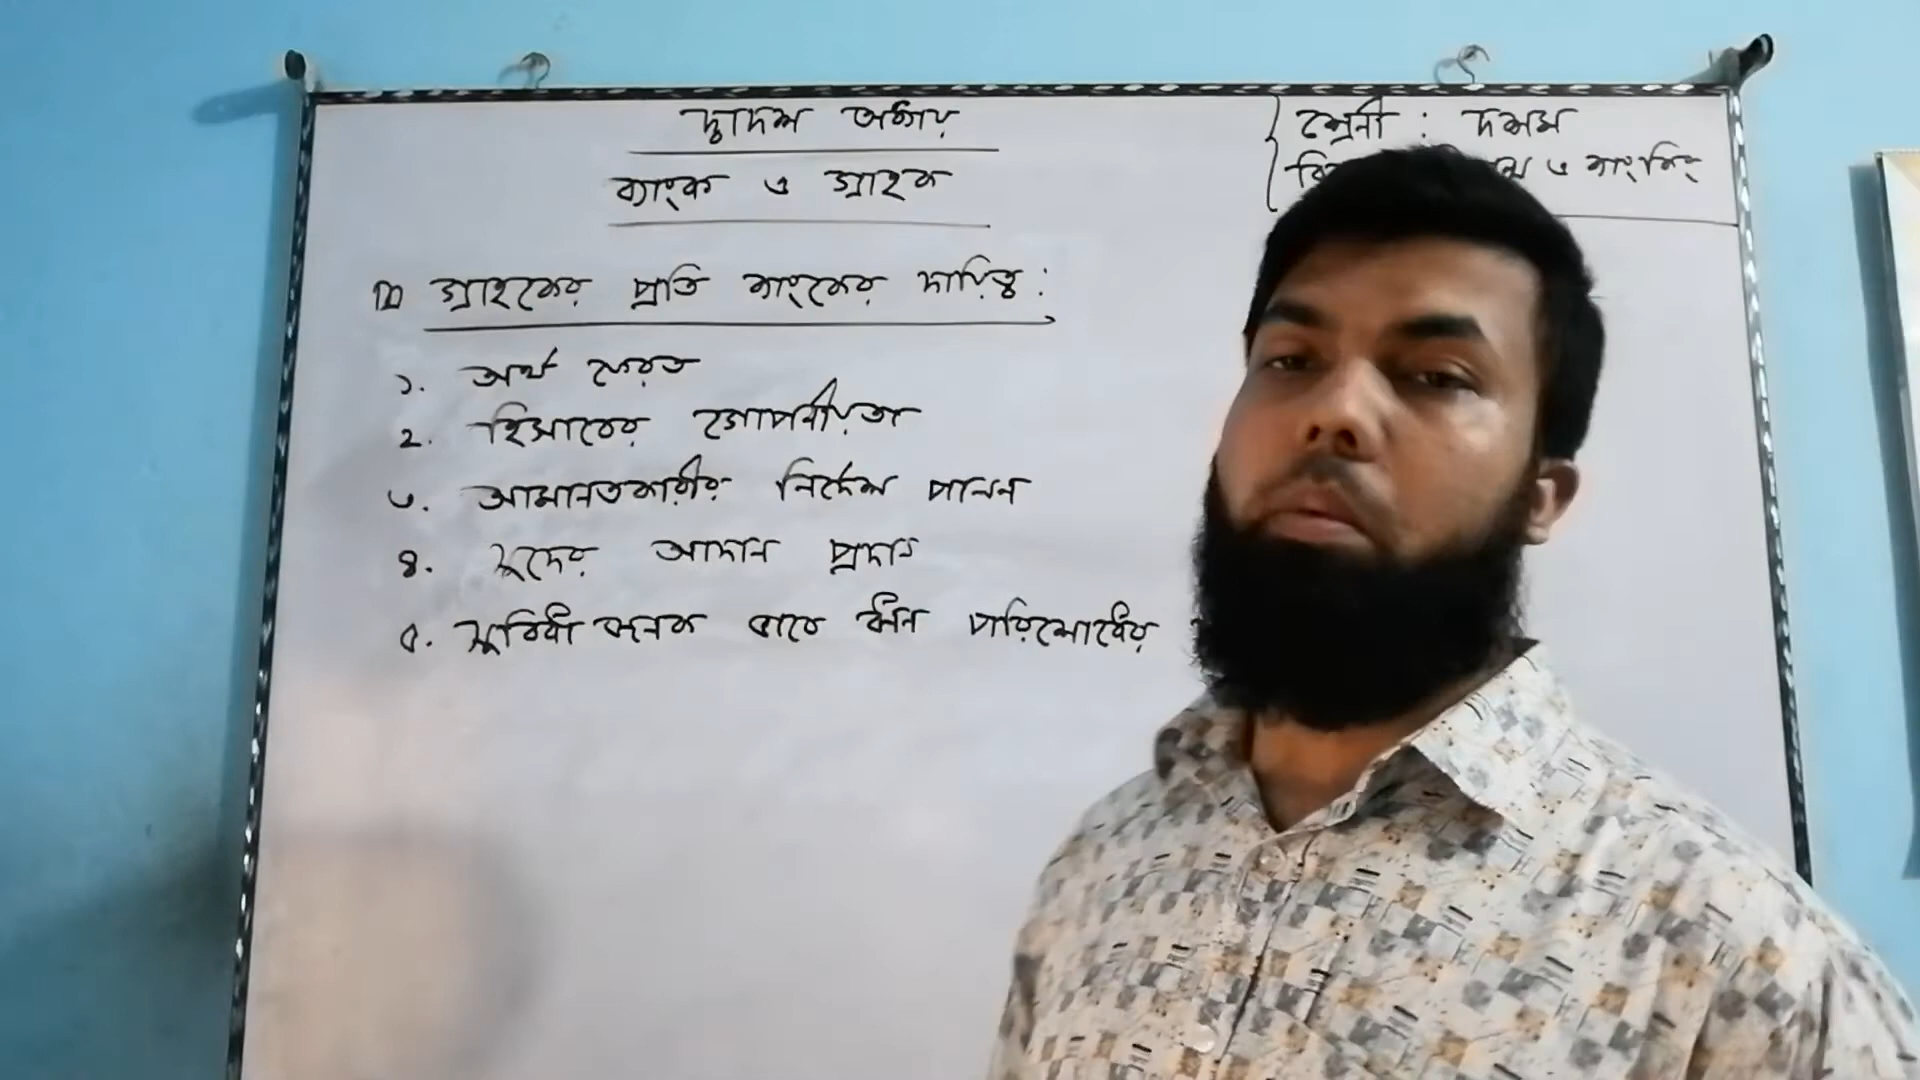 দ্বাদশ অধ্যায়
ব্যাংক ও গ্রাহক
শ্রেনী : দশম
ও ব্যাংকিং
গ্রাহকের প্রতি ব্যাংকের দায়িত্ব :
১. অর্থ ফেরত
২. হিসাবের গোপনীয়তা
৩. আমানতকারীর নির্দেশ পালন
৪. সুদের আদান প্রদান
৫. সুবিধা জনক ভাবে ঋন পরিশোধের